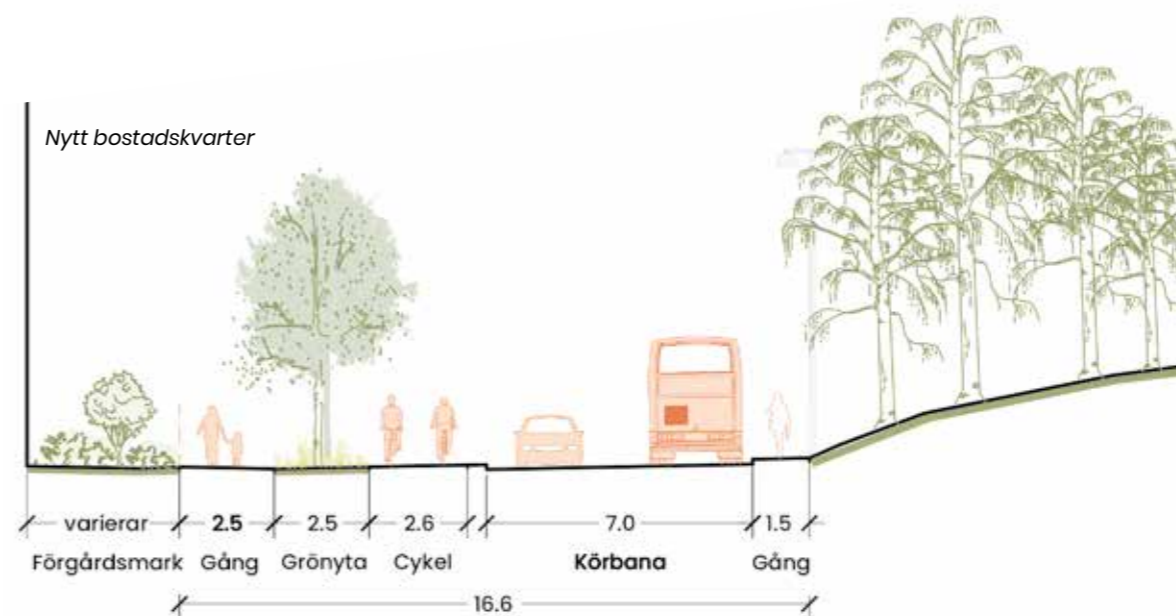 Nytt bostadskvarter
varierar 2.5 2.5 2.6 7.0 1.5
Förgårdsmark Gång Grönyta Cykel Körbana Gång
16.6